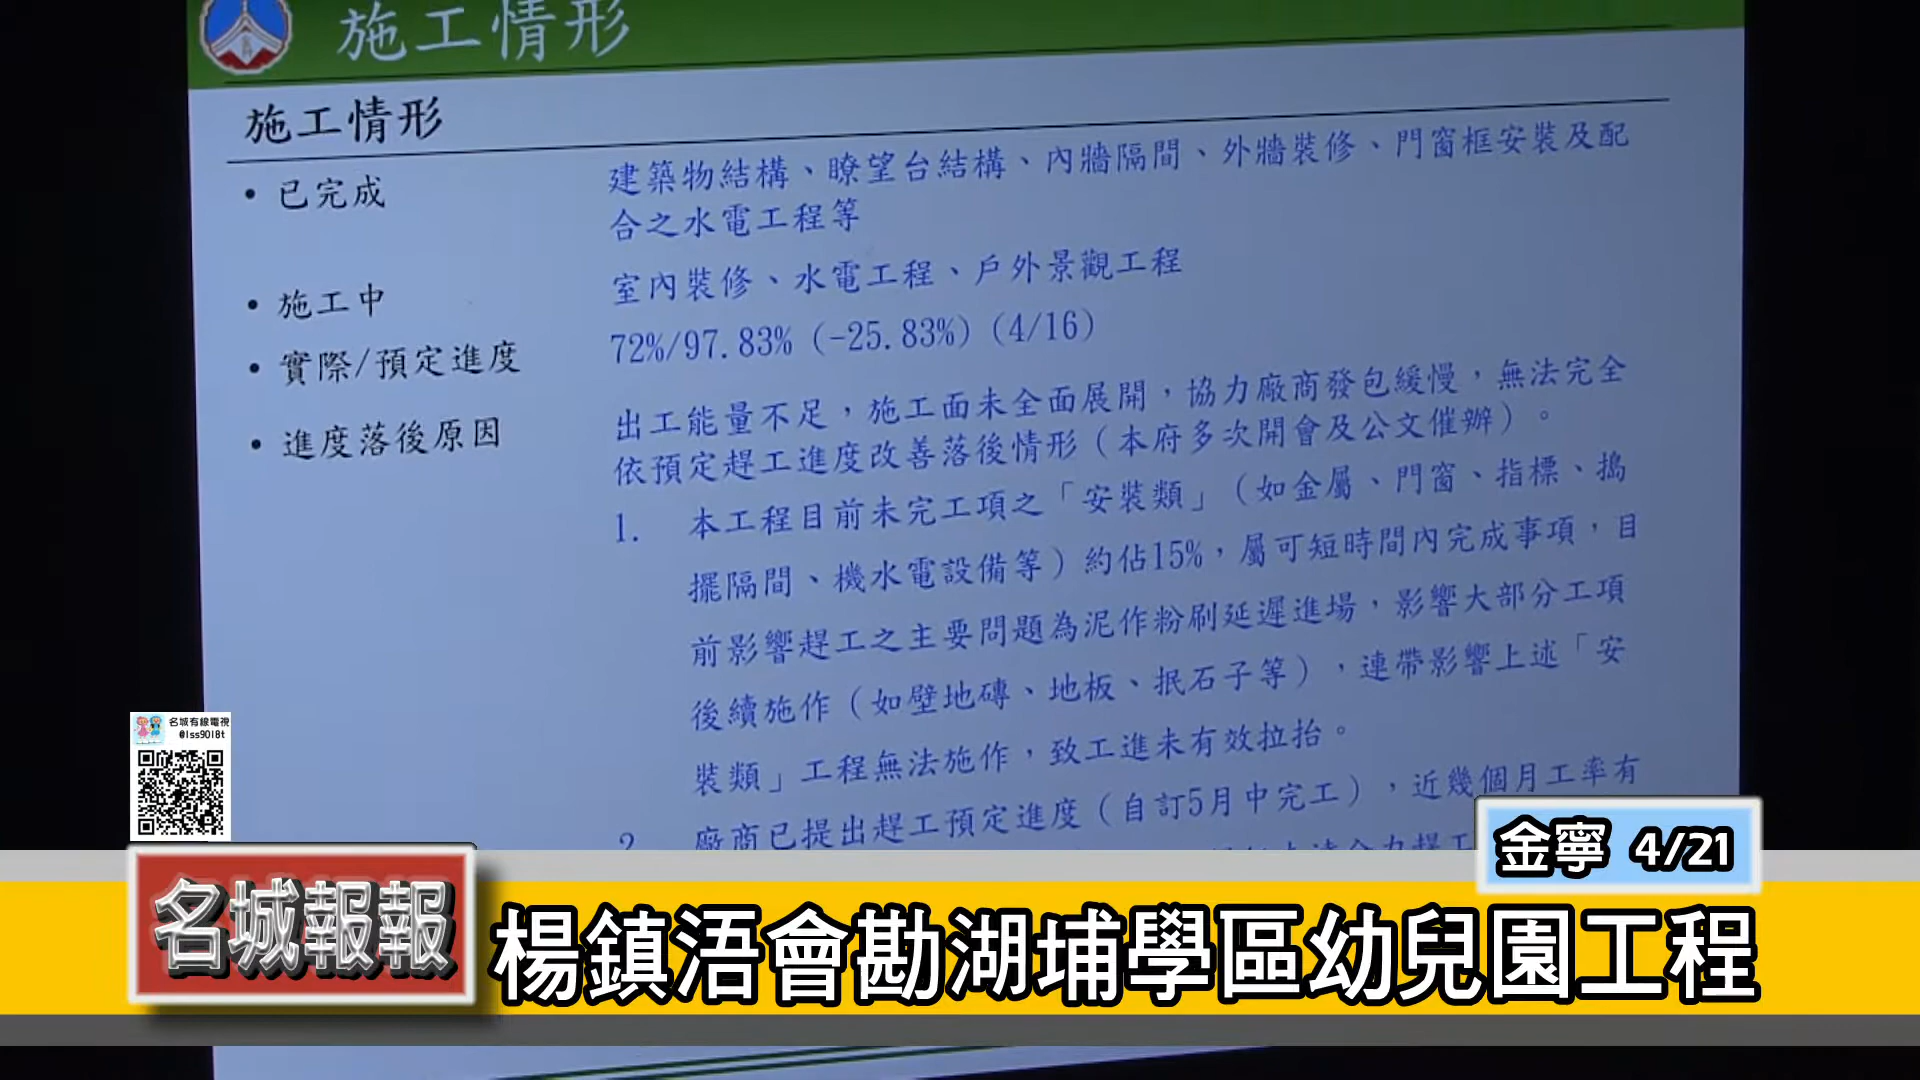 施工情形
施工情形
• 已完成
建築物結構、瞭望台結構、內牆隔間、外牆裝修、門窗框安裝及配
合之水電工程等
• 施工中
室內裝修、水電工程、戶外景觀工程
• 實際/預定進度
72%/97.83% (-25.83%) (4/16)
• 進度落後原因
出工能量不足，施工面未全面展開，協力廠商發包緩慢，無法完全
依預定趕工進度改善落後情形（本府多次開會及公文催辦）。
1. 本工程目前未完工項之「安裝類」（如金屬、門窗、指標、搗
擺隔間、機水電設備等）約佔15%，屬可短時間內完成事項，目
前影響趕工之主要問題為泥作粉刷延遲進場，影響大部分工項
後續施作（如壁地磚、地板、抿石子等），連帶影響上述「安
裝類」工程無法施作，致工進未有效拉抬。
2. 廠商已提出趕工預定進度（自訂5月中完工），近幾個月工率有
名城有線電視
@lss9018t
金寧 4/21
名城報報
楊鎮浯會勘湖埔學區幼兒園工程